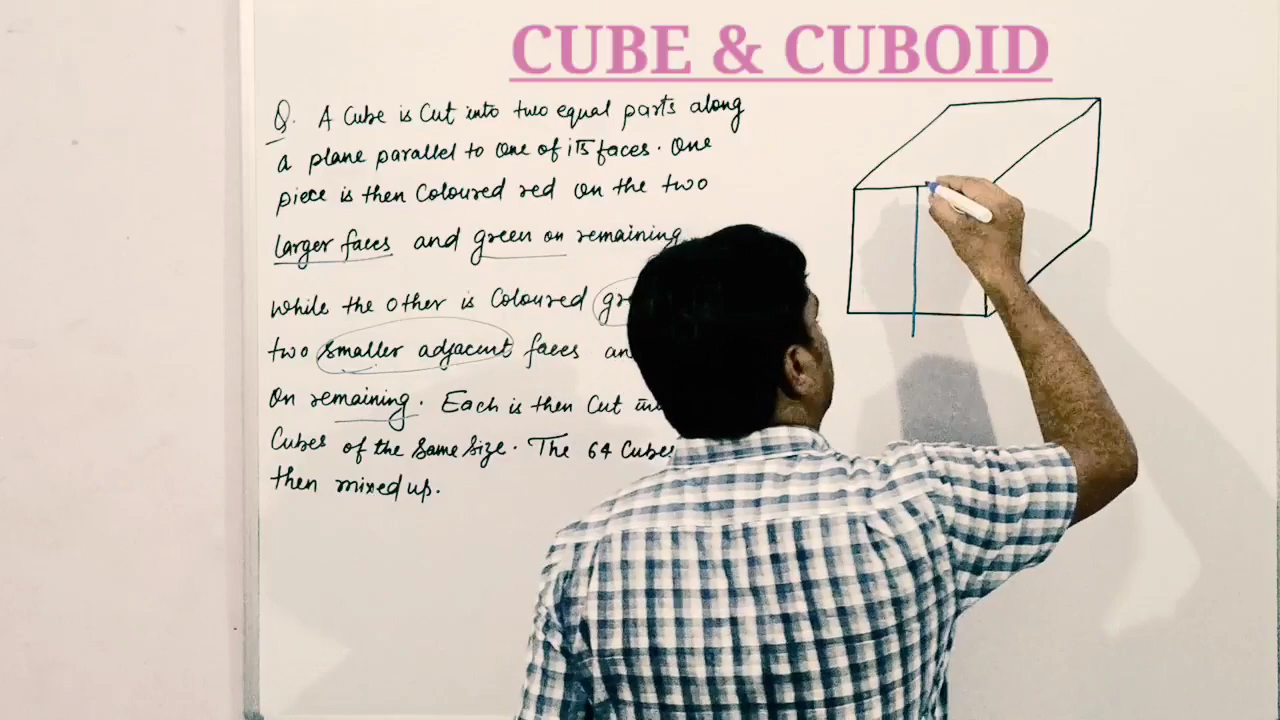 CUBE & CUBOID
Q. A Cube is Cut into two equal parts along
a plane parallel to One of its faces. One
piece is then Coloured red on the two
larger faces and green on remaining
While the Other is Coloured
two smaller adjacent faces
On remaining. Each is then Cut
Cubes of the Same Size. The 64 Cubes
then mixed up.